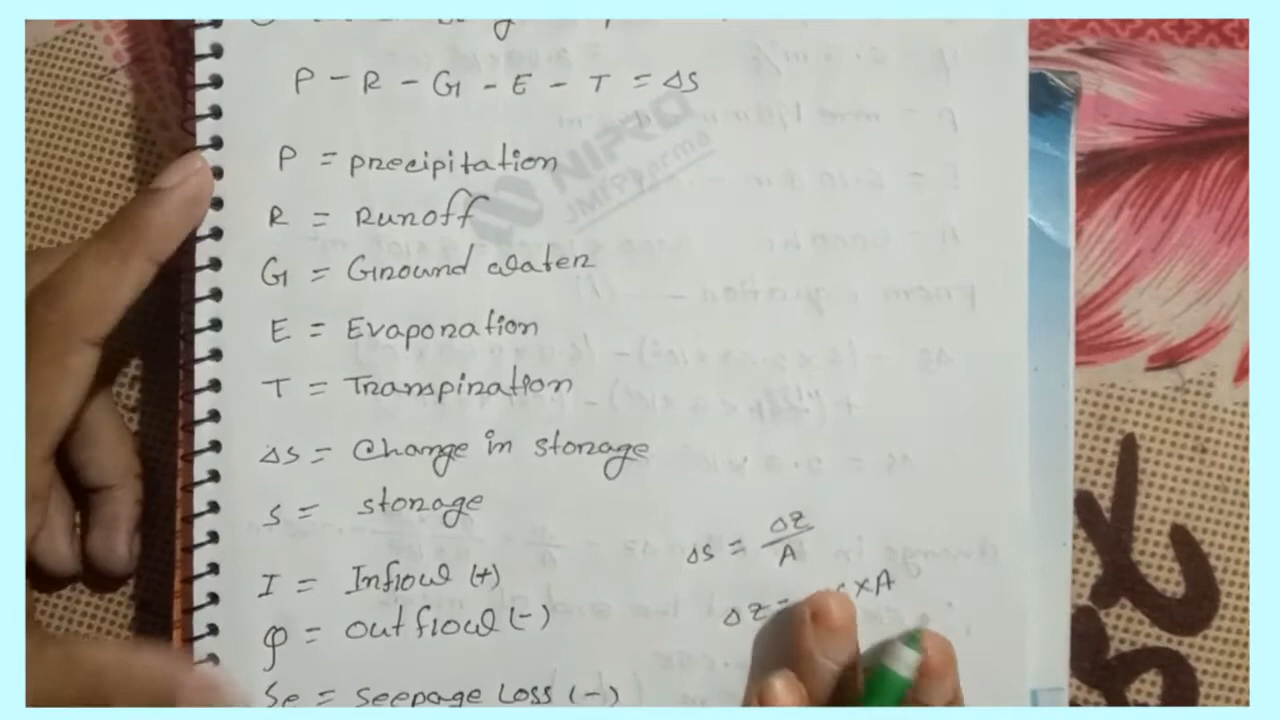 P - R - G - E - T = ΔS
P = precipitation
R = Runoff
G = Ground water
E = Evaporation
T = Transpiration
ΔS = Change in storage
S = storage
ΔS = ΔZ / A
I = Inflow (+)
ΔZ = × A
φ = outflow (-)
Se = Seepage Loss (-)